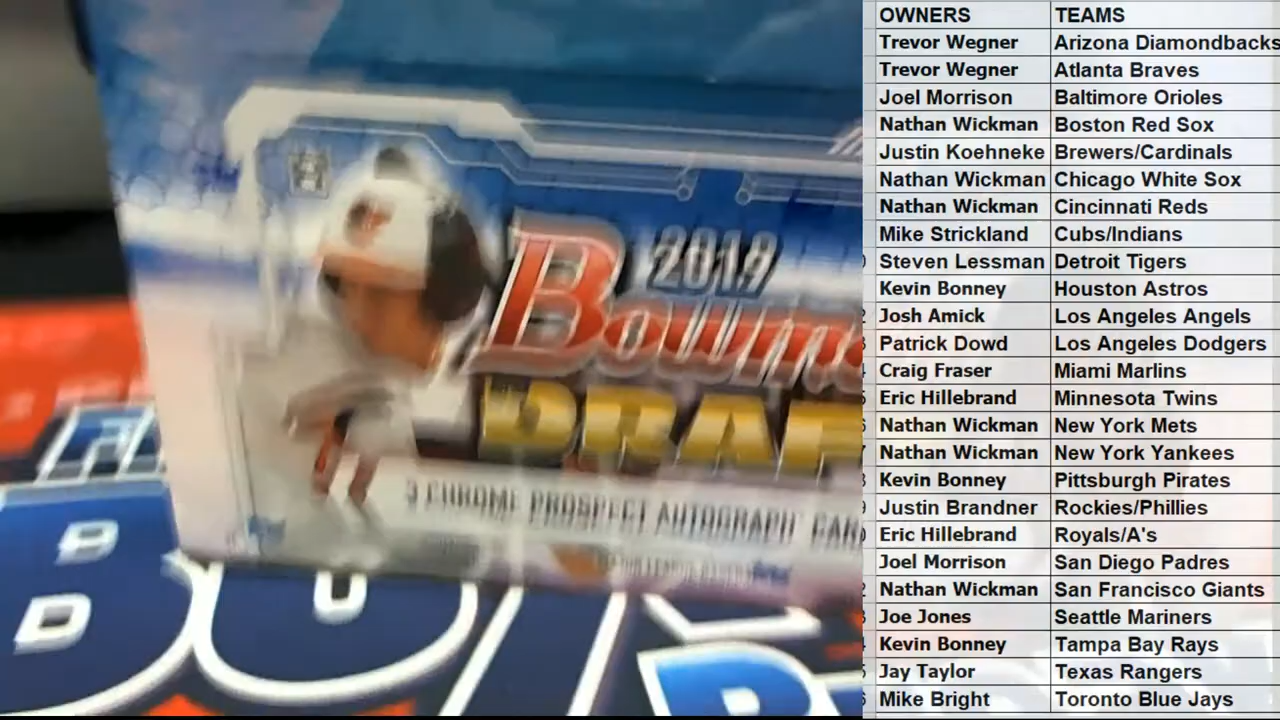 2019
Bowm
DRAF
3 CHROME PROSPECT AUTOGRAPH CAR
OWNERS TEAMS
Trevor Wegner Arizona Diamondbacks
Trevor Wegner Atlanta Braves
Joel Morrison Baltimore Orioles
Nathan Wickman Boston Red Sox
Justin Koehneke Brewers/Cardinals
Nathan Wickman Chicago White Sox
Nathan Wickman Cincinnati Reds
Mike Strickland Cubs/Indians
Steven Lessman Detroit Tigers
Kevin Bonney Houston Astros
Josh Amick Los Angeles Angels
Patrick Dowd Los Angeles Dodgers
Craig Fraser Miami Marlins
Eric Hillebrand Minnesota Twins
Nathan Wickman New York Mets
Nathan Wickman New York Yankees
Kevin Bonney Pittsburgh Pirates
Justin Brandner Rockies/Phillies
Eric Hillebrand Royals/A's
Joel Morrison San Diego Padres
Nathan Wickman San Francisco Giants
Joe Jones Seattle Mariners
Kevin Bonney Tampa Bay Rays
Jay Taylor Texas Rangers
Mike Bright Toronto Blue Jays